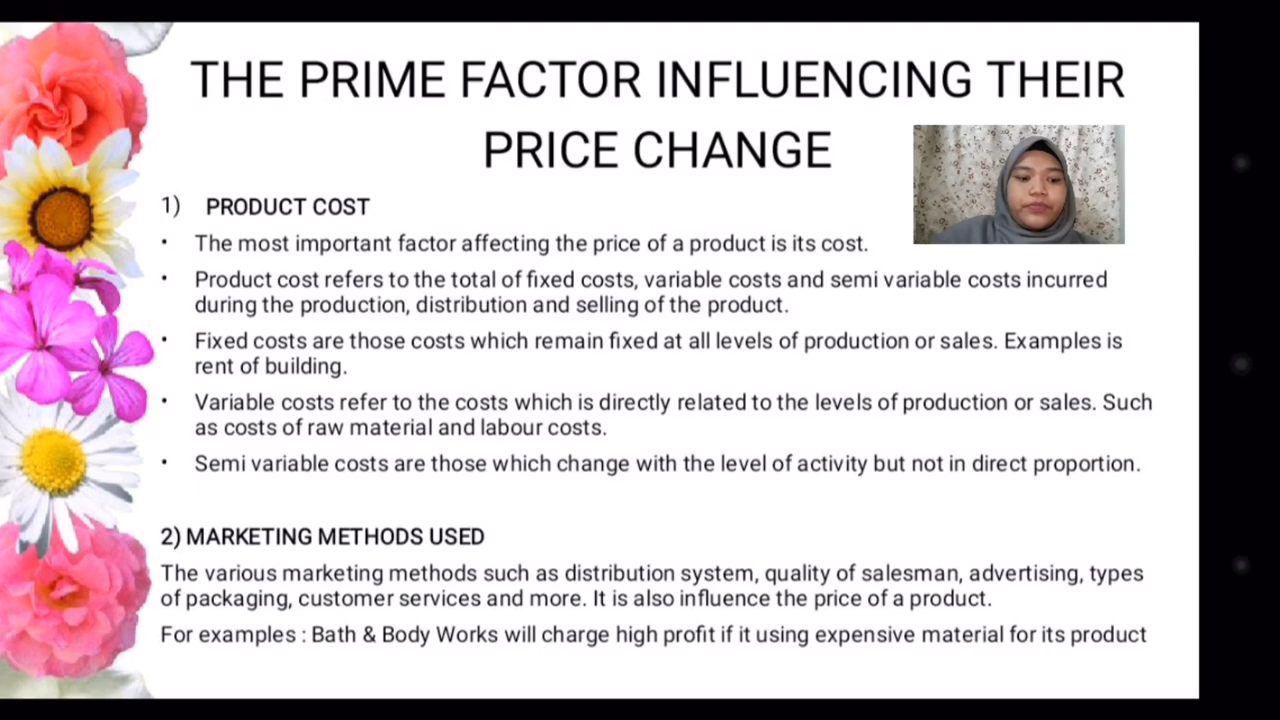 THE PRIME FACTOR INFLUENCING THEIR
PRICE CHANGE
1) PRODUCT COST
• The most important factor affecting the price of a product is its cost.
• Product cost refers to the total of fixed costs, variable costs and semi variable costs incurred
during the production, distribution and selling of the product.
• Fixed costs are those costs which remain fixed at all levels of production or sales. Examples is
rent of building.
• Variable costs refer to the costs which is directly related to the levels of production or sales. Such
as costs of raw material and labour costs.
• Semi variable costs are those which change with the level of activity but not in direct proportion.
2) MARKETING METHODS USED
The various marketing methods such as distribution system, quality of salesman, advertising, types
of packaging, customer services and more. It is also influence the price of a product.
For examples : Bath & Body Works will charge high profit if it using expensive material for its product